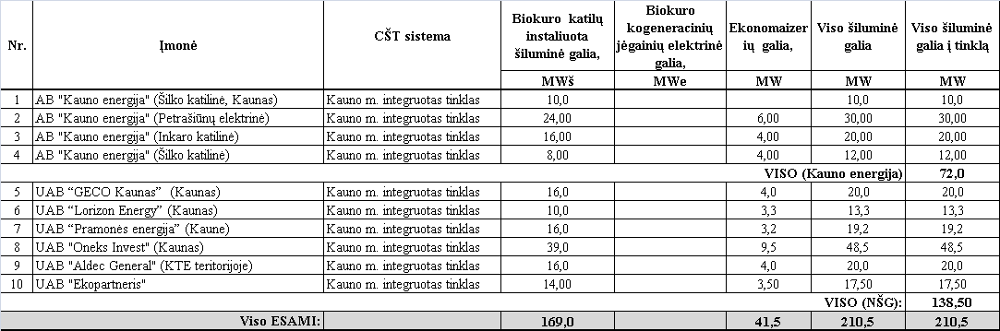 Nr. Įmonė CŠT sistema Biokuro katilų instaliuota šiluminė galia, Biokuro kogeneracinių jėgainių elektrinė galia, Ekonomaizer ių galia, Viso šiluminė galia Viso šiluminė galia į tinklą
MWš MWe MW MW MW
1 AB "Kauno energija" (Šilko katilinė, Kaunas) Kauno m. integruotas tinklas 10,0 10,0 10,0
2 AB "Kauno energija" (Petrašiūnų elektrinė) Kauno m. integruotas tinklas 24,00 6,00 30,00 30,00
3 AB "Kauno energija" (Inkaro katilinė) Kauno m. integruotas tinklas 16,00 4,00 20,00 20,00
4 AB "Kauno energija" (Šilko katilinė) Kauno m. integruotas tinklas 8,00 4,00 12,00 12,00
VISO (Kauno energija) 72,0
5 UAB “GECO Kaunas” (Kaunas) Kauno m. integruotas tinklas 16,0 4,0 20,0 20,0
6 UAB “Lorizon Energy” (Kaunas) Kauno m. integruotas tinklas 10,0 3,3 13,3 13,3
7 UAB “Pramonės energija” (Kaune) Kauno m. integruotas tinklas 16,0 3,2 19,2 19,2
8 UAB "Oneks Invest" (Kaunas) Kauno m. integruotas tinklas 39,0 9,5 48,5 48,5
9 UAB "Aldec General" (KTE teritorijoje) Kauno m. integruotas tinklas 16,0 4,0 20,0 20,0
10 UAB "Ekopartneris" Kauno m. integruotas tinklas 14,00 3,50 17,50 17,50
VISO (NŠG): 138,50
Viso ESAMI: 169,0 41,5 210,5 210,5